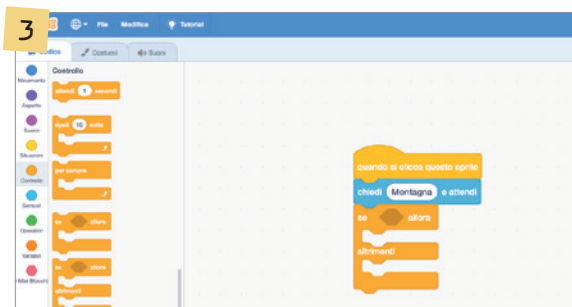 3
File Modifica Tutorial
Codice Costumi Suoni
Controllo
Movimento
Aspetto
Suono
Situazioni
Controllo
Sensori
Operatori
Variabili
I Miei Blocchi
attendi 1 secondi
ripeti 10 volte
per sempre
se allora
se allora
altrimenti
quando si clicca questo sprite
chiedi Montagna e attendi
se allora
altrimenti